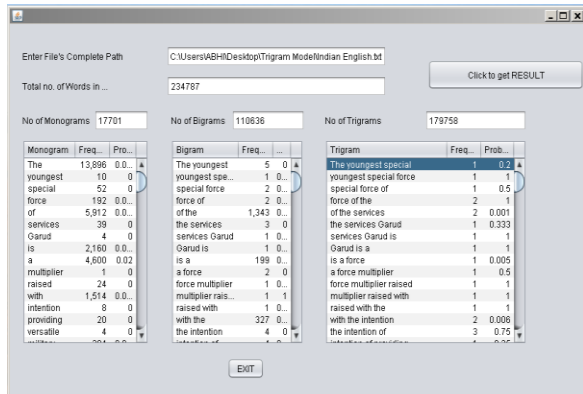 Enter File's Complete Path C:\Users\ABHI\Desktop\Trigram Model\Indian English.txt
Click to get RESULT
Total no. of Words in ... 234787
No of Monograms 17701 No of Bigrams 110636 No of Trigrams 179758
Monogram Freq... Pro... Bigram Freq... ... Trigram Freq... Prob...
The 13,896 0.0... The youngest 5 0 The youngest special 1 0.2
youngest 10 0 youngest spe... 1 0... youngest special force 1 1
special 52 0 special force 2 0... special force of 1 0.5
force 192 0.0... force of 2 0... force of the 2 1
of 5,912 0.0... of the 1,343 0... of the services 2 0.001
services 39 0 the services 3 0 the services Garud 1 0.333
Garud 4 0 services Garud 1 0... services Garud is 1 1
is 2,160 0.0... Garud is 1 0... Garud is a 1 1
a 4,600 0.02 is a 199 0... is a force 1 0.005
multiplier 1 0 a force 2 0 a force multiplier 1 0.5
raised 24 0 force multiplier 1 0... force multiplier raised 1 1
with 1,514 0.0... multiplier rais... 1 1 multiplier raised with 1 1
intention 8 0 raised with 1 0... raised with the 1 1
providing 20 0 with the 327 0... with the intention 2 0.006
versatile 4 0 the intention 4 0 the intention of 3 0.75
EXIT